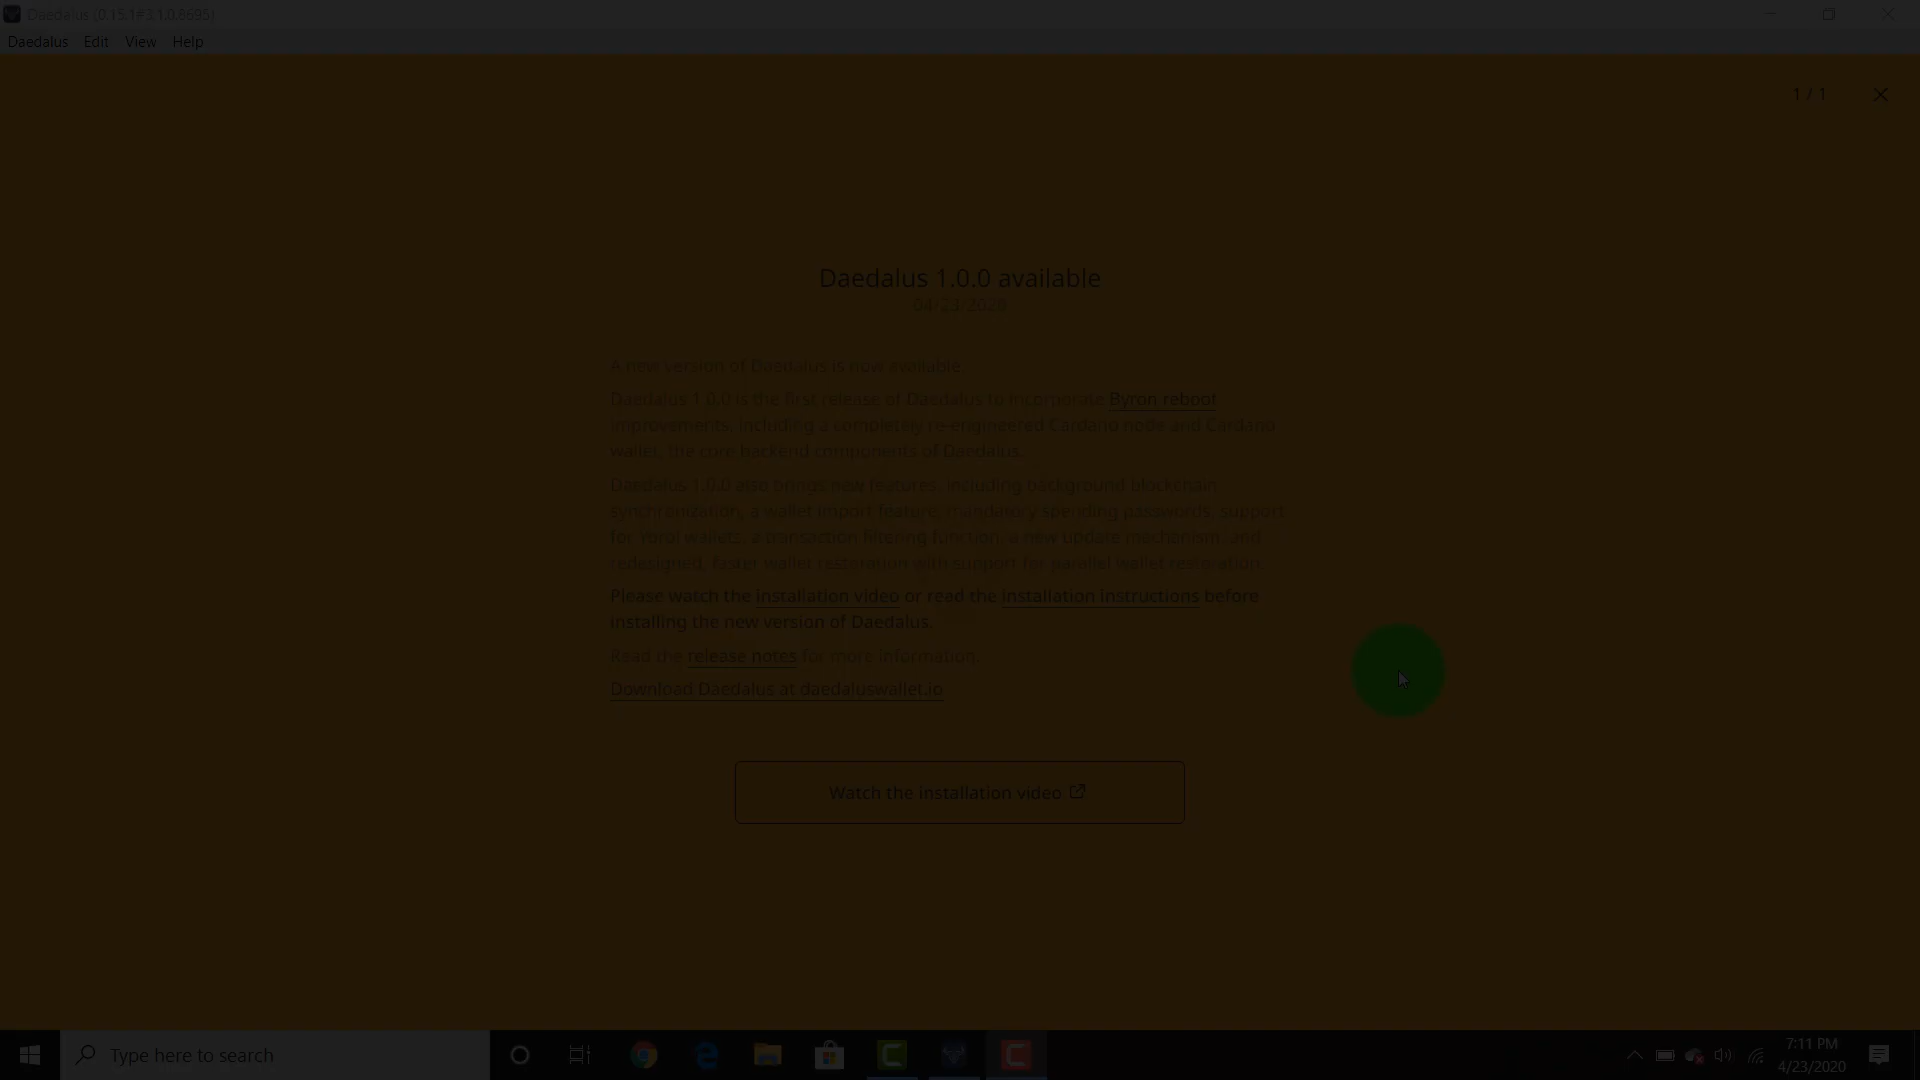 Daedalus (0.15.1#3.1.0.8695)
Daedalus Edit View Help
1 / 1
Daedalus 1.0.0 available
04/23/2020
A new version of Daedalus is now available.
Daedalus 1.0.0 is the first release of Daedalus to incorporate Byron reboot
improvements, including a completely re-engineered Cardano node and Cardano
wallet, the core backend components of Daedalus.
Daedalus 1.0.0 also brings new features, including background blockchain
synchronization, a wallet import feature, mandatory spending passwords, support
for Yoroi wallets, a transaction filtering function, a new update mechanism, and
redesigned, faster wallet restoration with support for parallel wallet restoration.
Please watch the installation video or read the installation instructions before
installing the new version of Daedalus.
Read the release notes for more information.
Download Daedalus at daedaluswallet.io
Watch the installation video
Type here to search
7:11 PM
4/23/2020